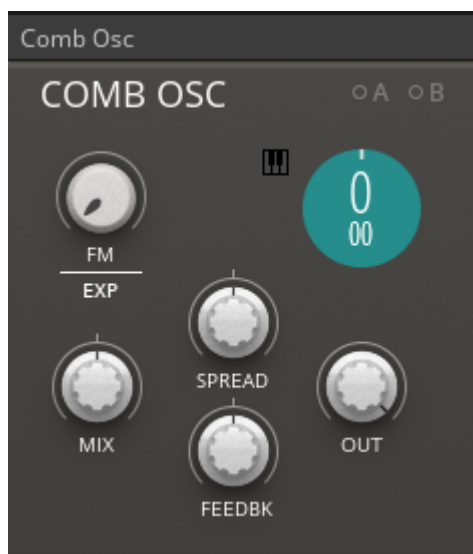 Comb Osc
COMB OSC
A B
0
00
FM
EXP
SPREAD
MIX
OUT
FEEDBK